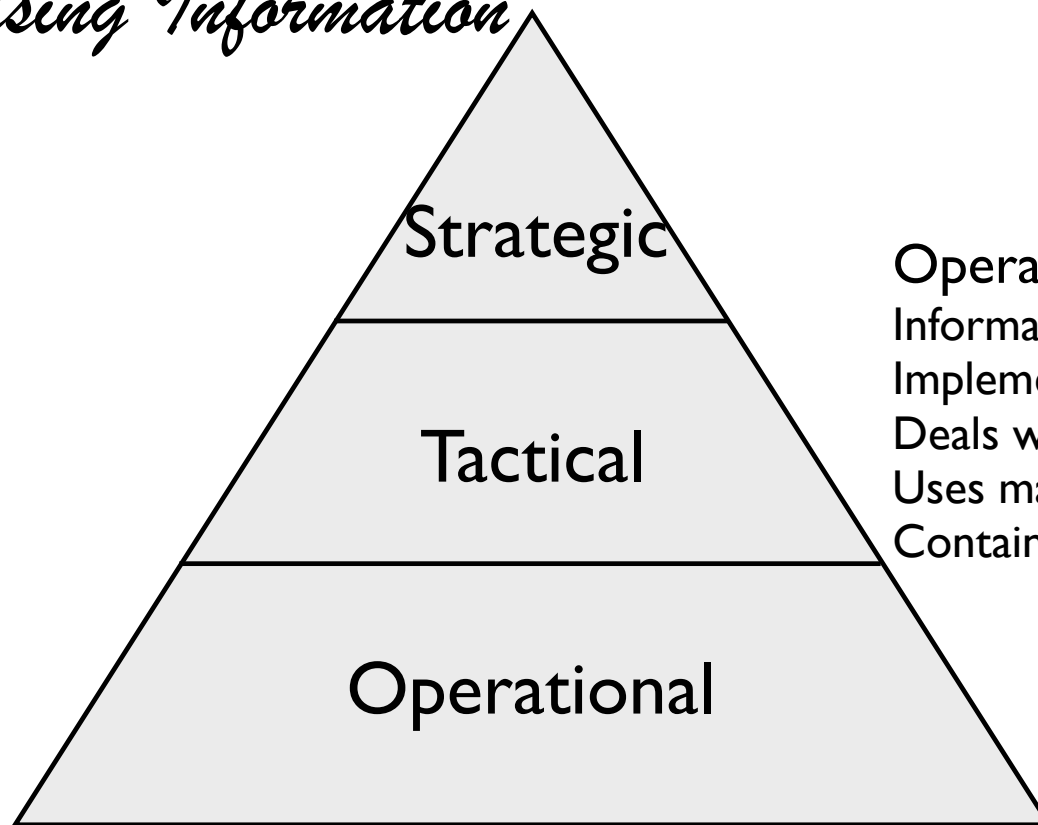 sing Information
Strategic
Opera
Informa
Impleme
Deals w
Uses ma
Contain
Tactical
Operational